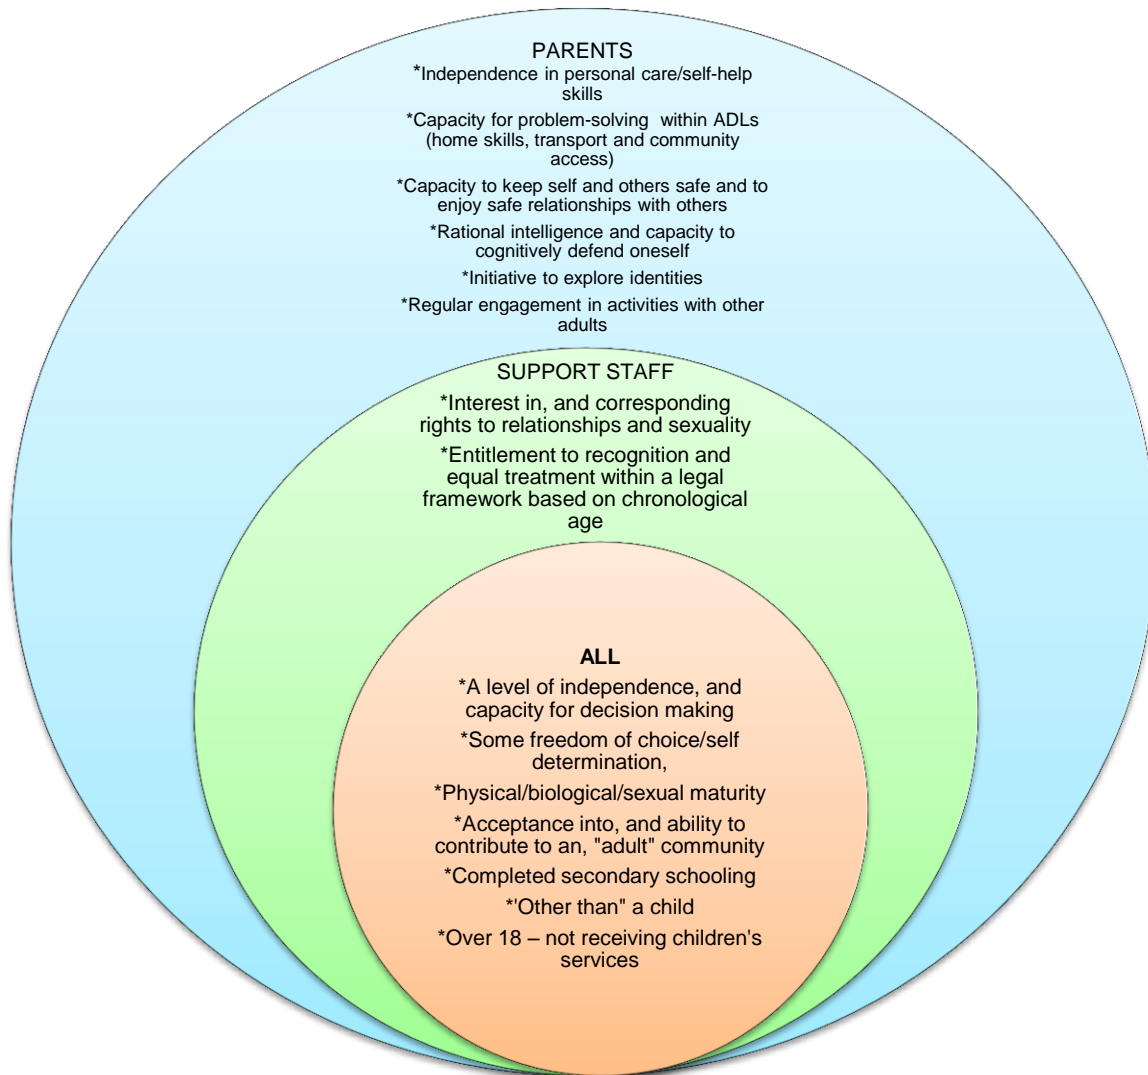 PARENTS
*Independence in personal care/self-help
skills
*Capacity for problem-solving within ADLs
(home skills, transport and community
access)
*Capacity to keep self and others safe and to
enjoy safe relationships with others
*Rational intelligence and capacity to
cognitively defend oneself
*Initiative to explore identities
*Regular engagement in activities with other
adults
SUPPORT STAFF
*Interest in, and corresponding
rights to relationships and sexuality
*Entitlement to recognition and
equal treatment within a legal
framework based on chronological
age
ALL
*A level of independence, and
capacity for decision making
*Some freedom of choice/self
determination,
*Physical/biological/sexual maturity
*Acceptance into, and ability to
contribute to an, "adult" community
*Completed secondary schooling
*'Other than" a child
*Over 18 – not receiving children's
services